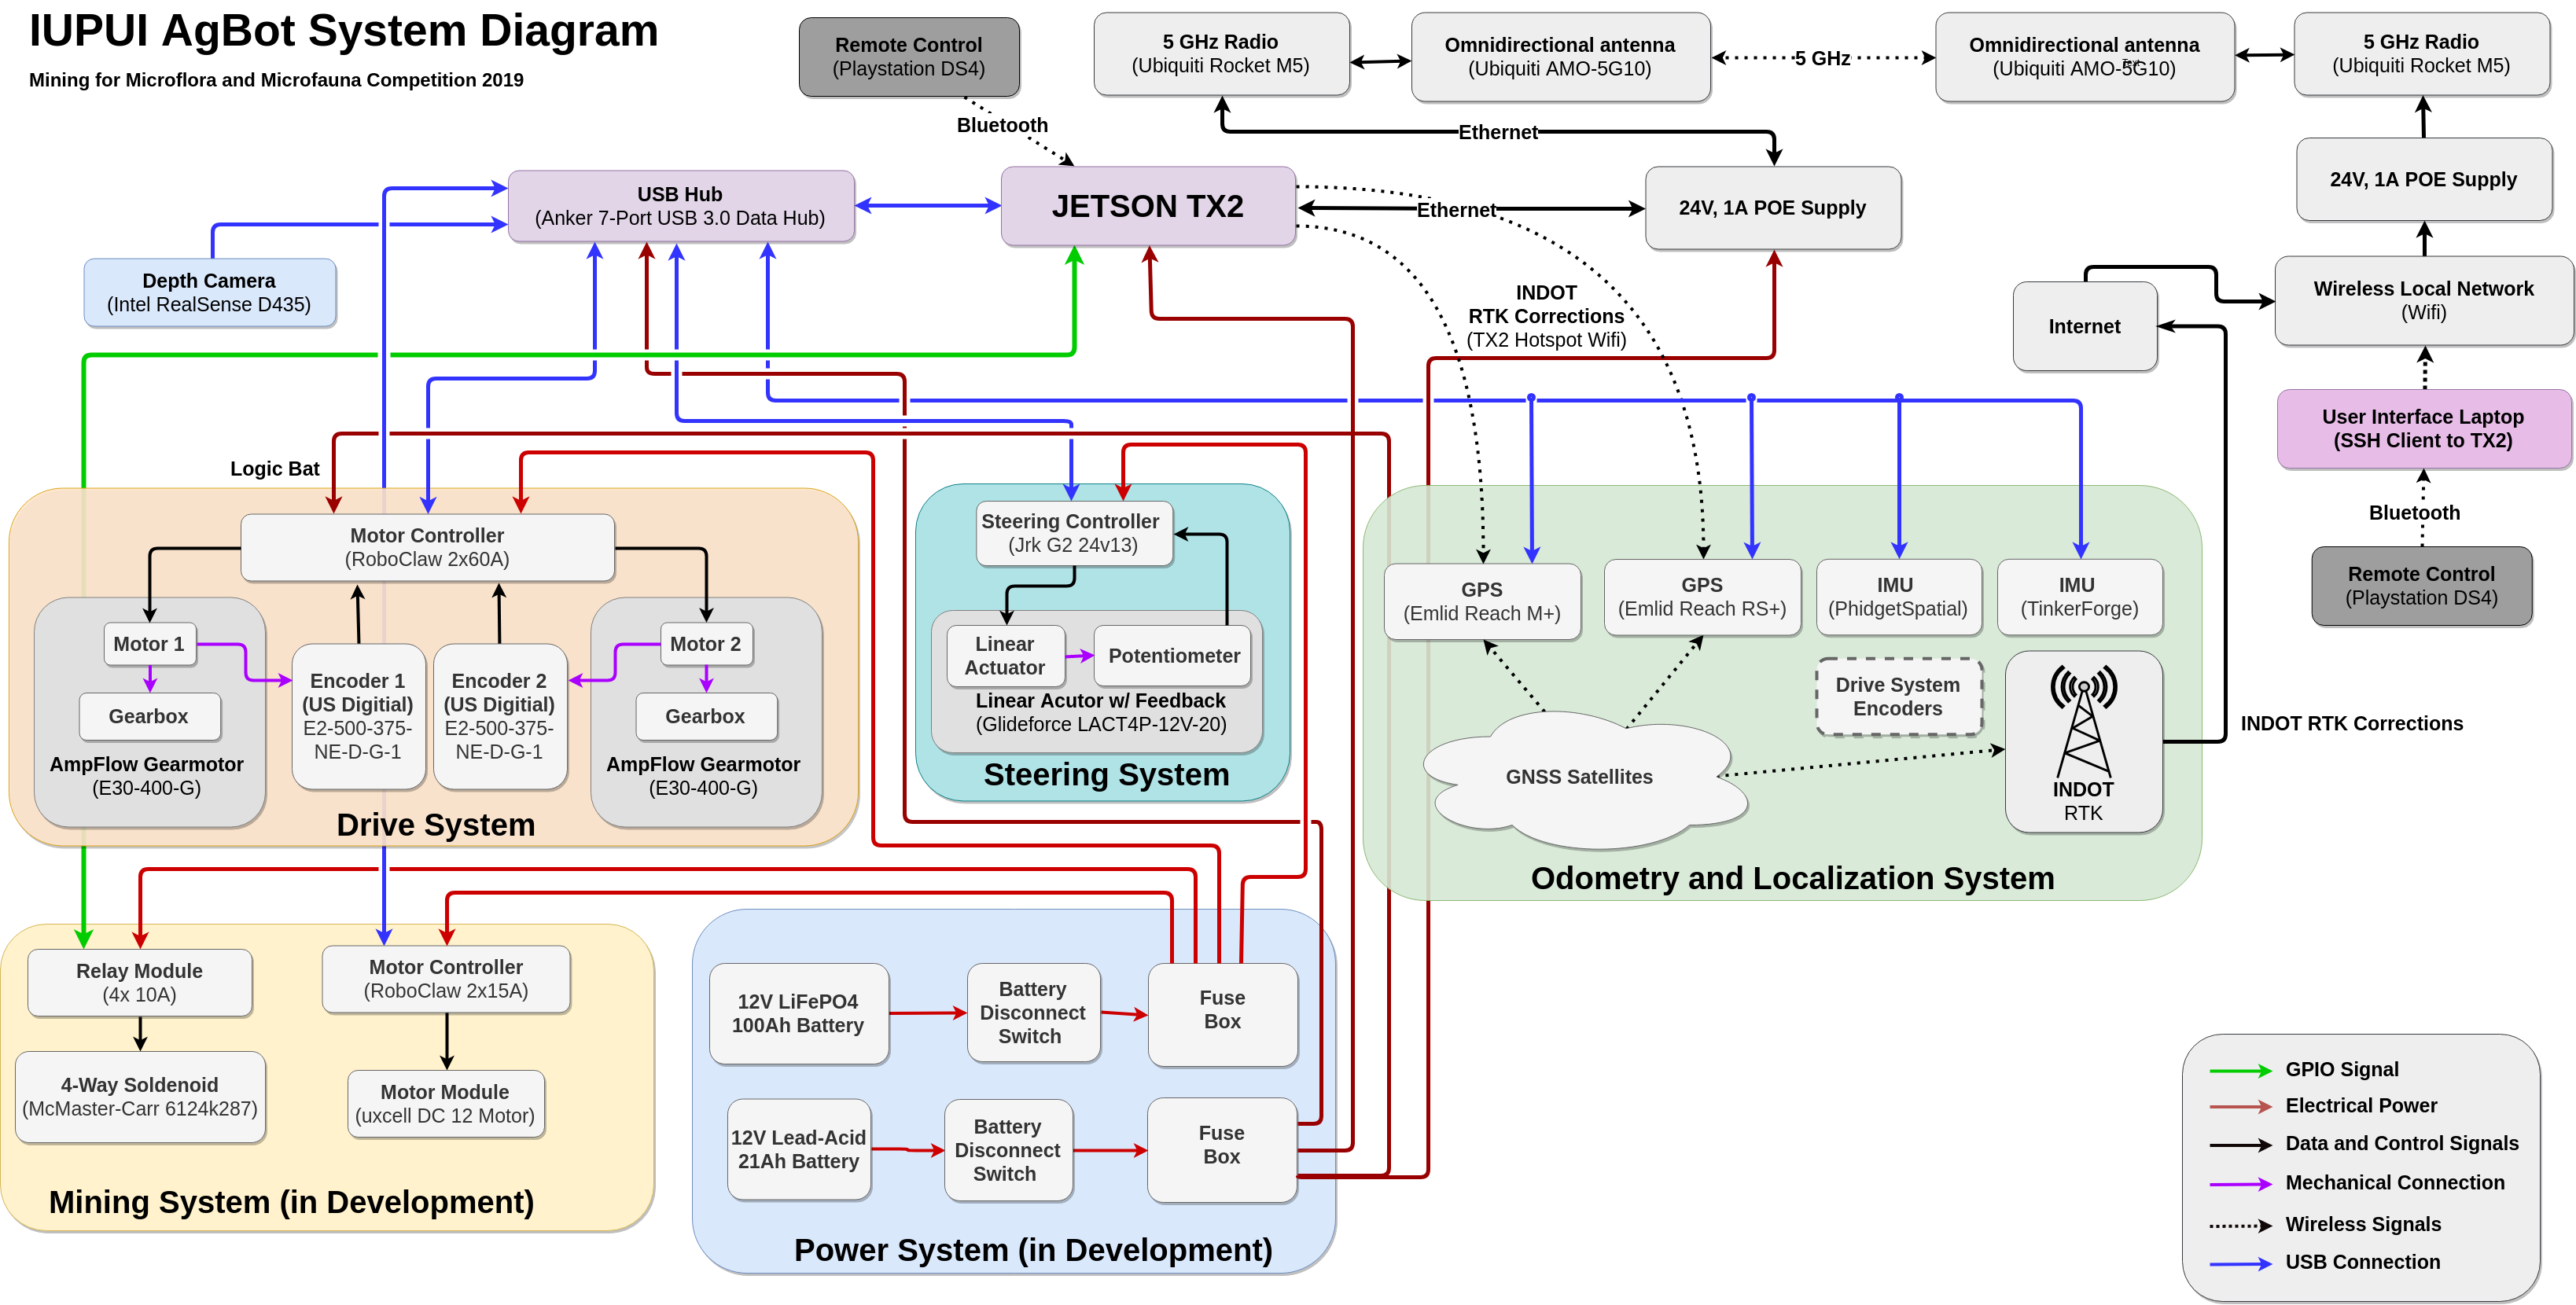 IUPUI AgBot System Diagram
Mining for Microflora and Microfauna Competition 2019
Remote Control
(Playstation DS4)
Bluetooth
5 GHz Radio
(Ubiquiti Rocket M5)
Omnidirectional antenna
(Ubiquiti AMO-5G10)
5 GHz
Omnidirectional antenna
(Ubiquiti AMO-5G10)
Text
5 GHz Radio
(Ubiquiti Rocket M5)
Ethernet
USB Hub
(Anker 7-Port USB 3.0 Data Hub)
JETSON TX2
Ethernet
24V, 1A POE Supply
24V, 1A POE Supply
Depth Camera
(Intel RealSense D435)
INDOT
RTK Corrections
(TX2 Hotspot Wifi)
Internet
Wireless Local Network
(Wifi)
User Interface Laptop
(SSH Client to TX2)
Bluetooth
Remote Control
(Playstation DS4)
Logic Bat
Motor Controller
(RoboClaw 2x60A)
Motor 1
Gearbox
AmpFlow Gearmotor
(E30-400-G)
Encoder 1
(US Digitial)
E2-500-375-
NE-D-G-1
Encoder 2
(US Digitial)
E2-500-375-
NE-D-G-1
Motor 2
Gearbox
AmpFlow Gearmotor
(E30-400-G)
Drive System
Steering Controller
(Jrk G2 24v13)
Linear
Actuator
Potentiometer
Linear Acutor w/ Feedback
(Glideforce LACT4P-12V-20)
Steering System
GPS
(Emlid Reach M+)
GPS
(Emlid Reach RS+)
IMU
(PhidgetSpatial)
IMU
(TinkerForge)
Drive System
Encoders
GNSS Satellites
INDOT
RTK
INDOT RTK Corrections
Odometry and Localization System
Relay Module
(4x 10A)
Motor Controller
(RoboClaw 2x15A)
4-Way Soldenoid
(McMaster-Carr 6124k287)
Motor Module
(uxcell DC 12 Motor)
Mining System (in Development)
12V LiFePO4
100Ah Battery
Battery
Disconnect
Switch
Fuse
Box
12V Lead-Acid
21Ah Battery
Battery
Disconnect
Switch
Fuse
Box
Power System (in Development)
GPIO Signal
Electrical Power
Data and Control Signals
Mechanical Connection
Wireless Signals
USB Connection